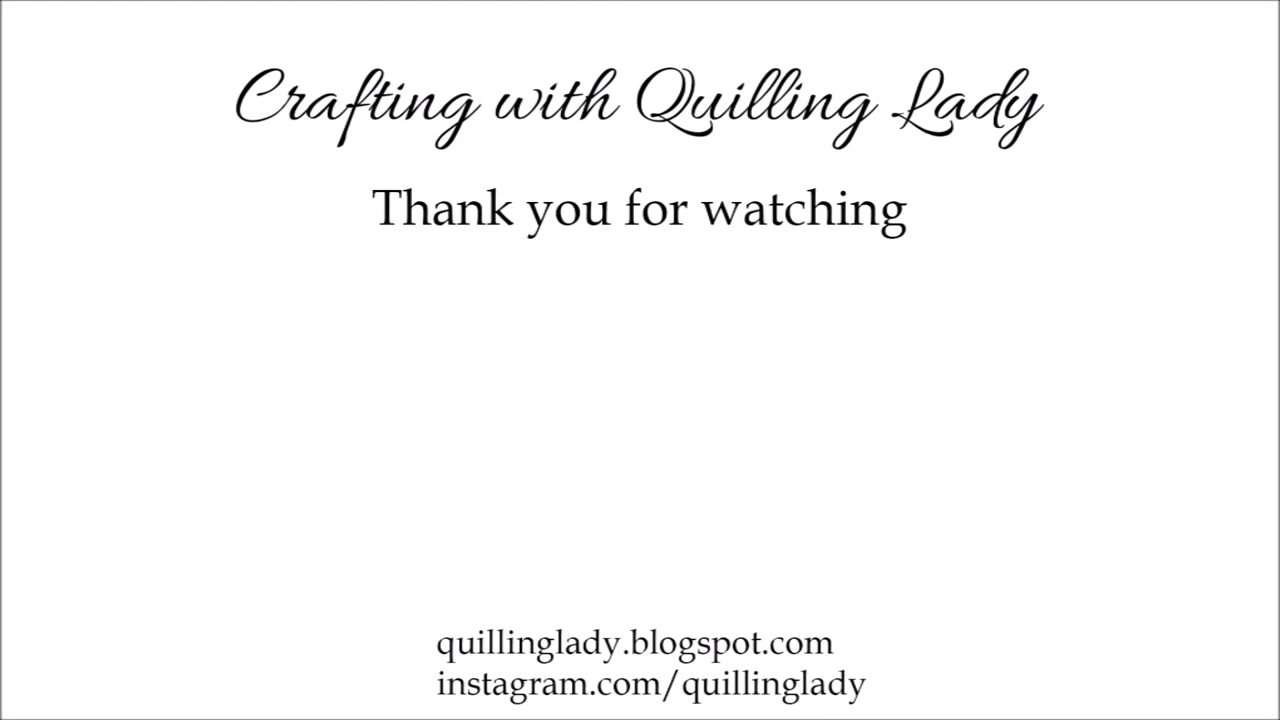 Crafting with Quilling Lady
Thank you for watching
quillinglady.blogspot.com
instagram.com/quillinglady